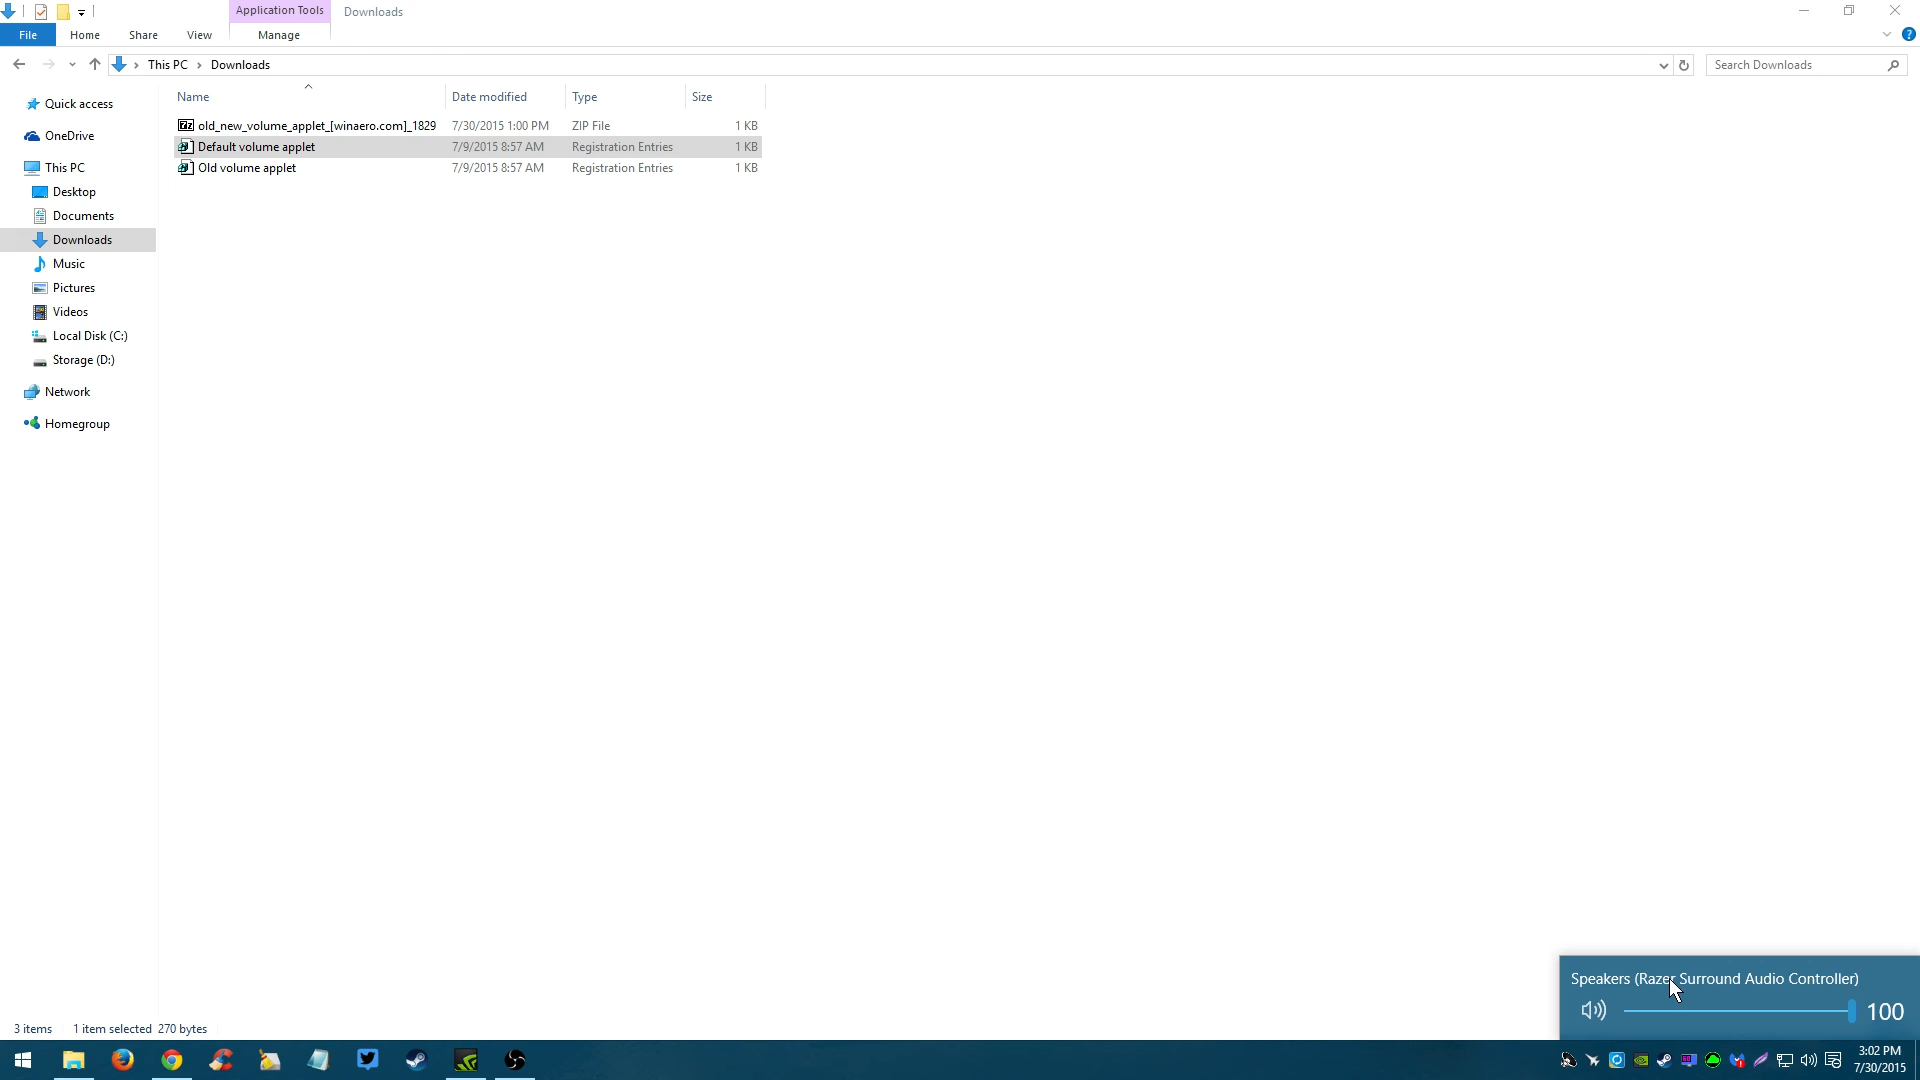 Application Tools Downloads
File Home Share View Manage
This PC Downloads Search Downloads
Name Date modified Type Size
Quick access
OneDrive
This PC
Desktop
Documents
Downloads
Music
Pictures
Videos
Local Disk (C:)
Storage (D:)
Network
Homegroup
old_new_volume_applet_[winaero.com]_1829 7/30/2015 1:00 PM ZIP File 1 KB
Default volume applet 7/9/2015 8:57 AM Registration Entries 1 KB
Old volume applet 7/9/2015 8:57 AM Registration Entries 1 KB
Speakers (Razer Surround Audio Controller)
100
3 items 1 item selected 270 bytes
3:02 PM
7/30/2015